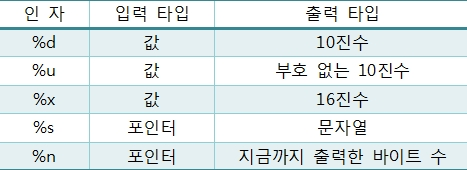 인 자 입력 타입 출력 타입
%d 값 10진수
%u 값 부호 없는 10진수
%x 값 16진수
%s 포인터 문자열
%n 포인터 지금까지 출력한 바이트 수